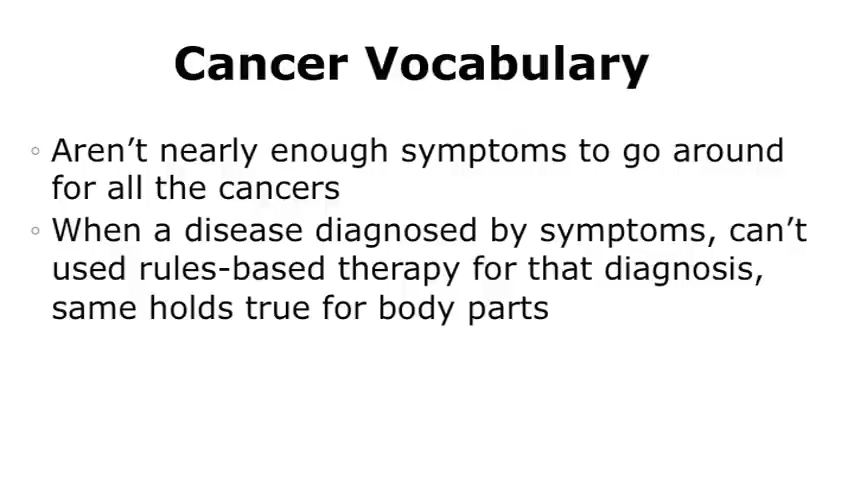 Cancer Vocabulary
◦ Aren’t nearly enough symptoms to go around
for all the cancers
◦ When a disease diagnosed by symptoms, can’t
used rules-based therapy for that diagnosis,
same holds true for body parts